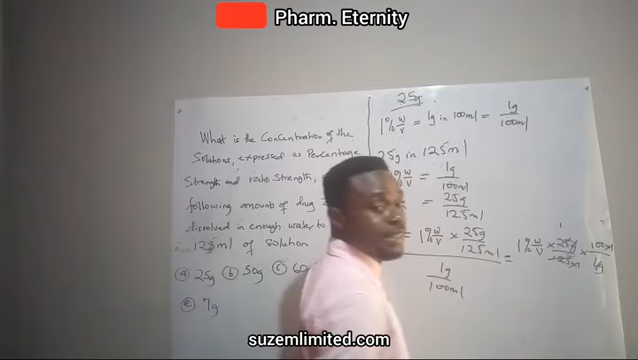 Pharm. Eternity
What is the Concentration of the
Solutions, expressed as Percentage
Strength and ratio Strength,
following amounts of drug
dissolved in enough water to
125ml of solution
(a) 25g (b) 50g (c) 60
(e) 7g
25g
1% w/v = 1g in 100ml = 1g/100ml
25g in 125ml
% w/v = 1g/100ml
= 25g/125ml
= 1% w/v × 25g/125ml
1g/100ml
= 1% w/v × 25g/125ml × 100ml/1g
suzemlimited.com